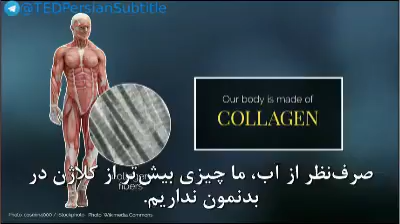 @TEDPersianSubtitle
Our body is made of
COLLAGEN
fibers
صرف‌نظر از اب، ما چیزی بیش‌تر از کلاژن در
بدنمون نداریم.